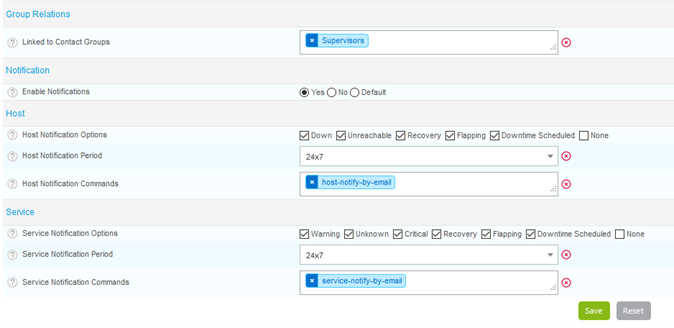 Group Relations
Linked to Contact Groups
Supervisors
Notification
Enable Notifications
Yes No Default
Host
Host Notification Options
Down Unreachable Recovery Flapping Downtime Scheduled None
Host Notification Period
24x7
Host Notification Commands
host-notify-by-email
Service
Service Notification Options
Warning Unknown Critical Recovery Flapping Downtime Scheduled None
Service Notification Period
24x7
Service Notification Commands
service-notify-by-email
Save Reset